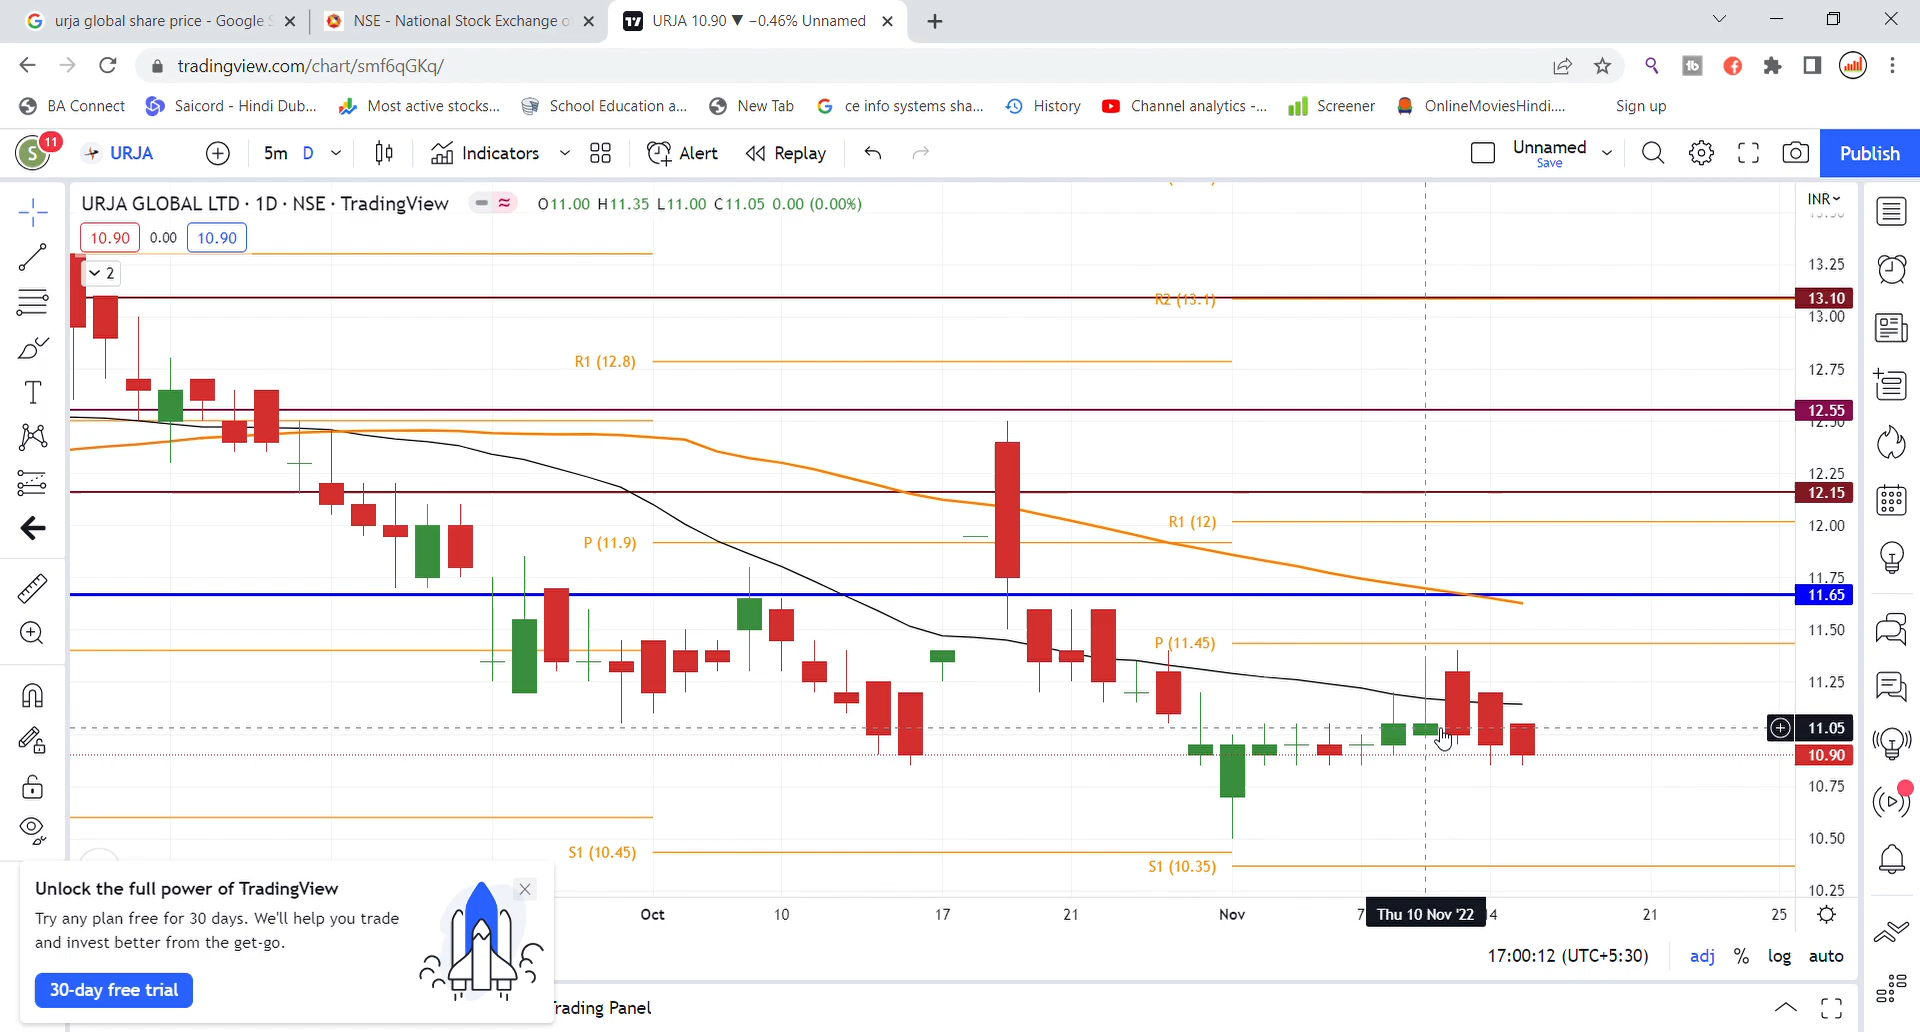 urja global share price - Google S
NSE - National Stock Exchange o
URJA 10.90 ▼ −0.46% Unnamed
tradingview.com/chart/smf6qGKq/
BA Connect
Saicord - Hindi Dub...
Most active stocks...
School Education a...
New Tab
ce info systems sha...
History
Channel analytics -...
Screener
OnlineMoviesHindi....
Sign up
S
11
URJA
5m
D
Indicators
Alert
Replay
Unnamed
Save
Publish
URJA GLOBAL LTD · 1D · NSE · TradingView
O11.00 H11.35 L11.00 C11.05 0.00 (0.00%)
INR
10.90
0.00
10.90
2
13.25
R2 (13.1)
13.10
13.00
R1 (12.8)
12.75
12.55
12.50
12.25
12.15
R1 (12)
12.00
P (11.9)
11.75
11.65
11.50
P (11.45)
11.25
11.05
10.90
10.75
10.50
S1 (10.45)
S1 (10.35)
10.25
Oct
10
17
21
Nov
7
Thu 10 Nov '22
14
21
25
Unlock the full power of TradingView
Try any plan free for 30 days. We'll help you trade
and invest better from the get-go.
30-day free trial
17:00:12 (UTC+5:30)
adj
%
log
auto
Trading Panel